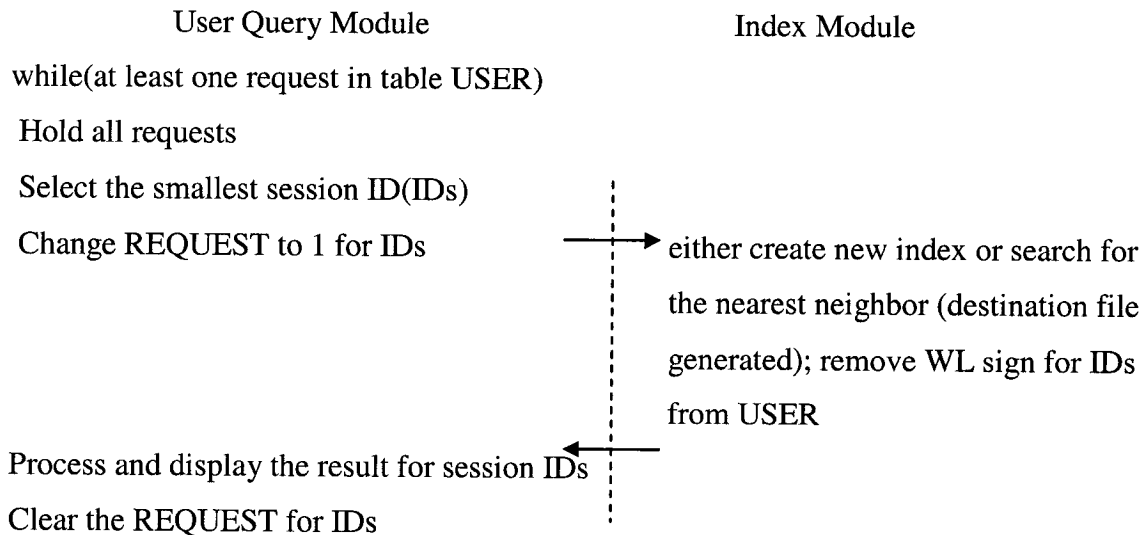 User Query Module
Index Module
while(at least one request in table USER)
Hold all requests
Select the smallest session ID(IDs)
Change REQUEST to 1 for IDs
either create new index or search for
the nearest neighbor (destination file
generated); remove WL sign for IDs
from USER
Process and display the result for session IDs
Clear the REQUEST for IDs